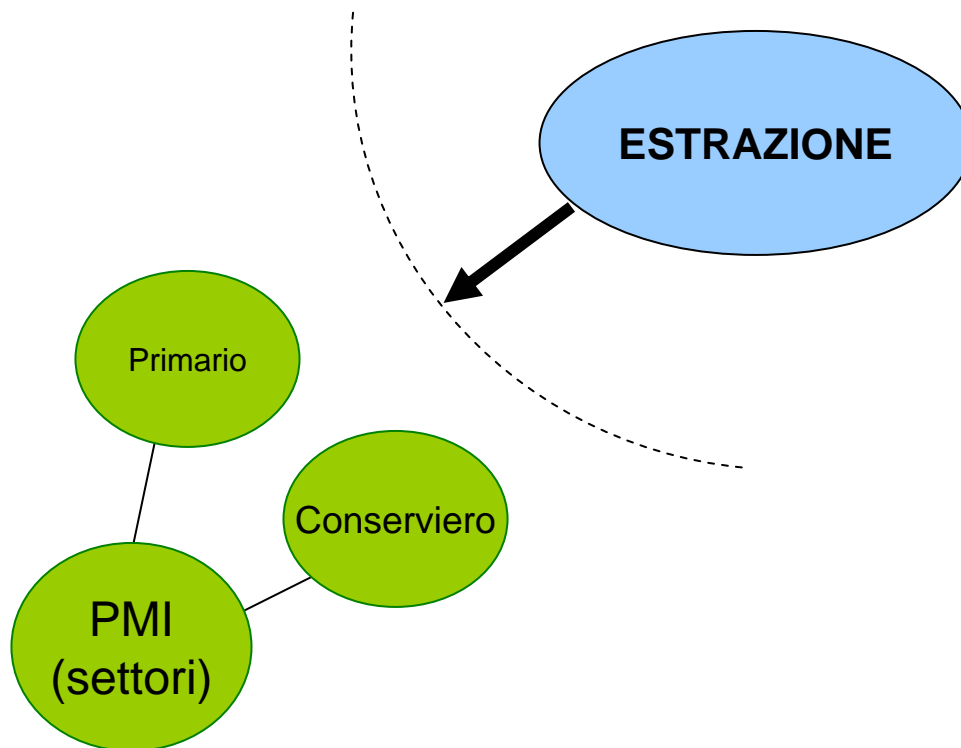 ESTRAZIONE
Primario
Conserviero
PMI
(settori)